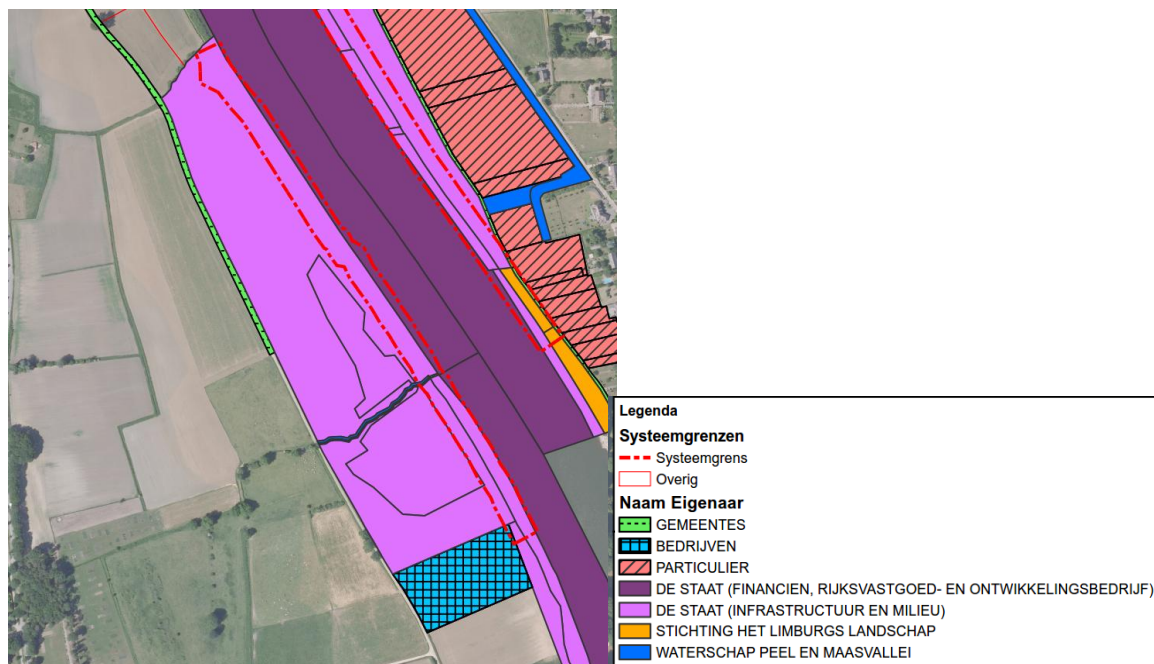 Legenda
Systeemgrenzen
Systeemgrens
Overig
Naam Eigenaar
GEMEENTES
BEDRIJVEN
PARTICULIER
DE STAAT (FINANCIEN, RIJKSVASTGOED- EN ONTWIKKELINGSBEDRIJF)
DE STAAT (INFRASTRUCTUUR EN MILIEU)
STICHTING HET LIMBURGS LANDSCHAP
WATERSCHAP PEEL EN MAASVALLEI